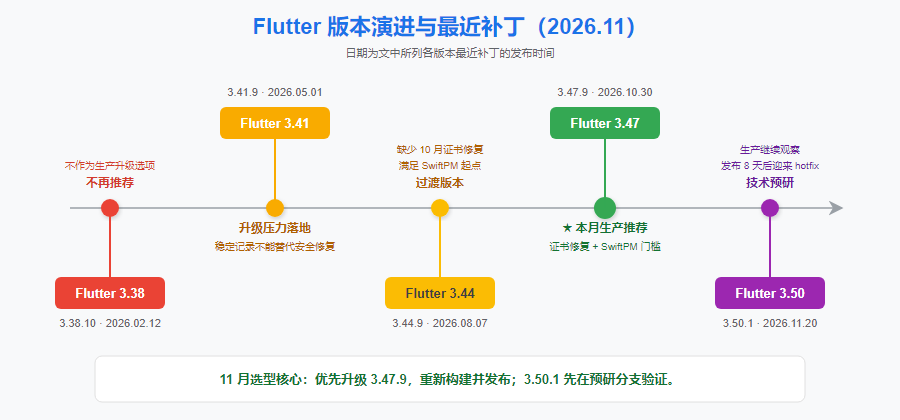 Flutter 版本演进与最近补丁（2026.11）
日期为文中所列各版本最近补丁的发布时间
3.41.9 · 2026.05.01
Flutter 3.41
3.47.9 · 2026.10.30
Flutter 3.47
不作为生产升级选项
不再推荐
缺少 10 月证书修复
满足 SwiftPM 起点
过渡版本
生产继续观察
发布 8 天后迎来 hotfix
技术预研
升级压力落地
稳定记录不能替代安全修复
★ 本月生产推荐
证书修复 + SwiftPM 门槛
Flutter 3.38
3.38.10 · 2026.02.12
Flutter 3.44
3.44.9 · 2026.08.07
Flutter 3.50
3.50.1 · 2026.11.20
11 月选型核心：优先升级 3.47.9，重新构建并发布；3.50.1 先在预研分支验证。